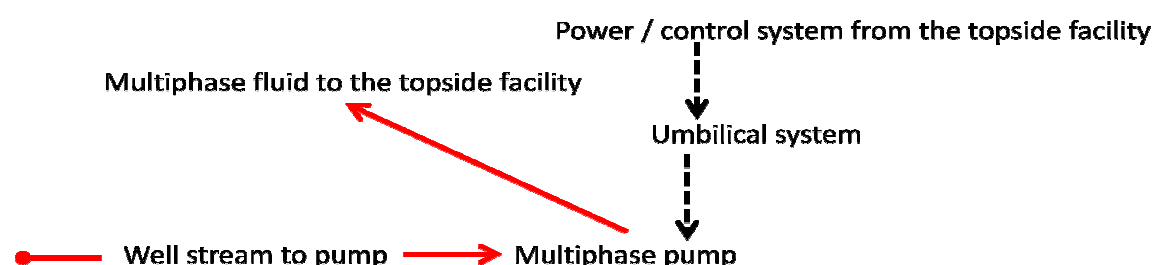 Power / control system from the topside facility
Multiphase fluid to the topside facility
Umbilical system
Well stream to pump
Multiphase pump